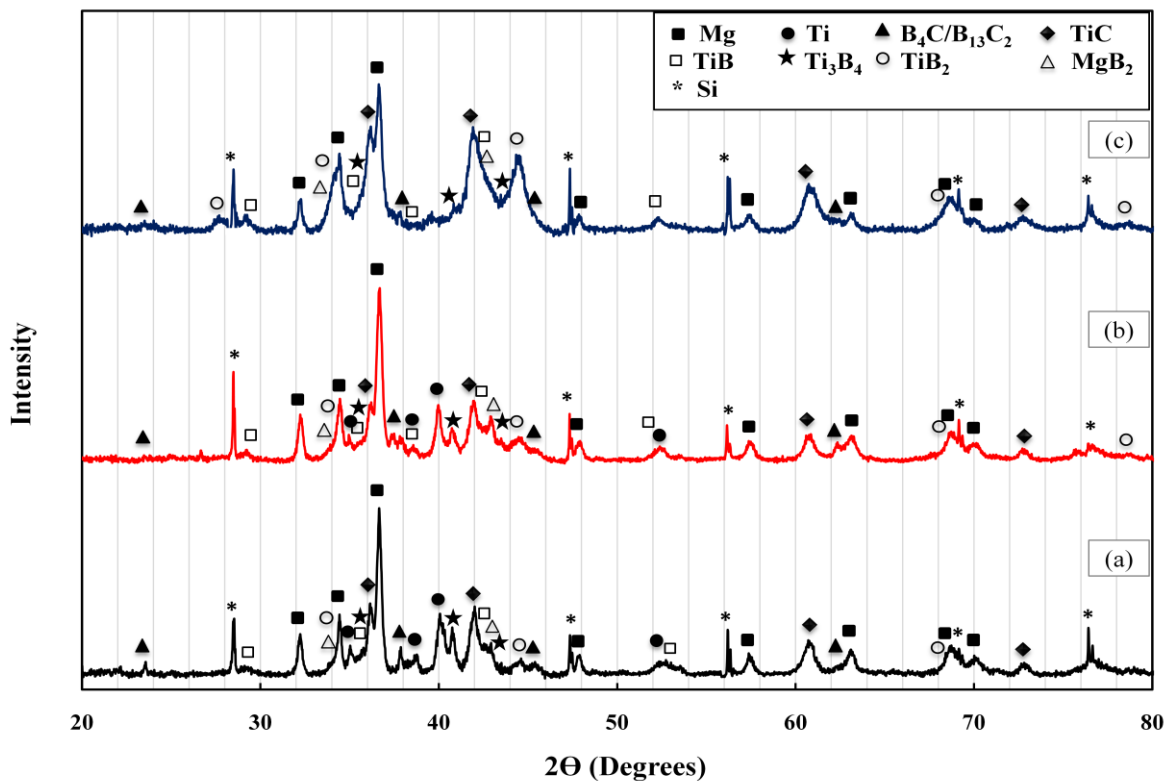 Mg Ti B₄C/B₁₃C₂ TiC
TiB Ti₃B₄ TiB₂ MgB₂
* Si
(c)
(b)
(a)
Intensity
20 30 40 50 60 70 80
2Θ (Degrees)